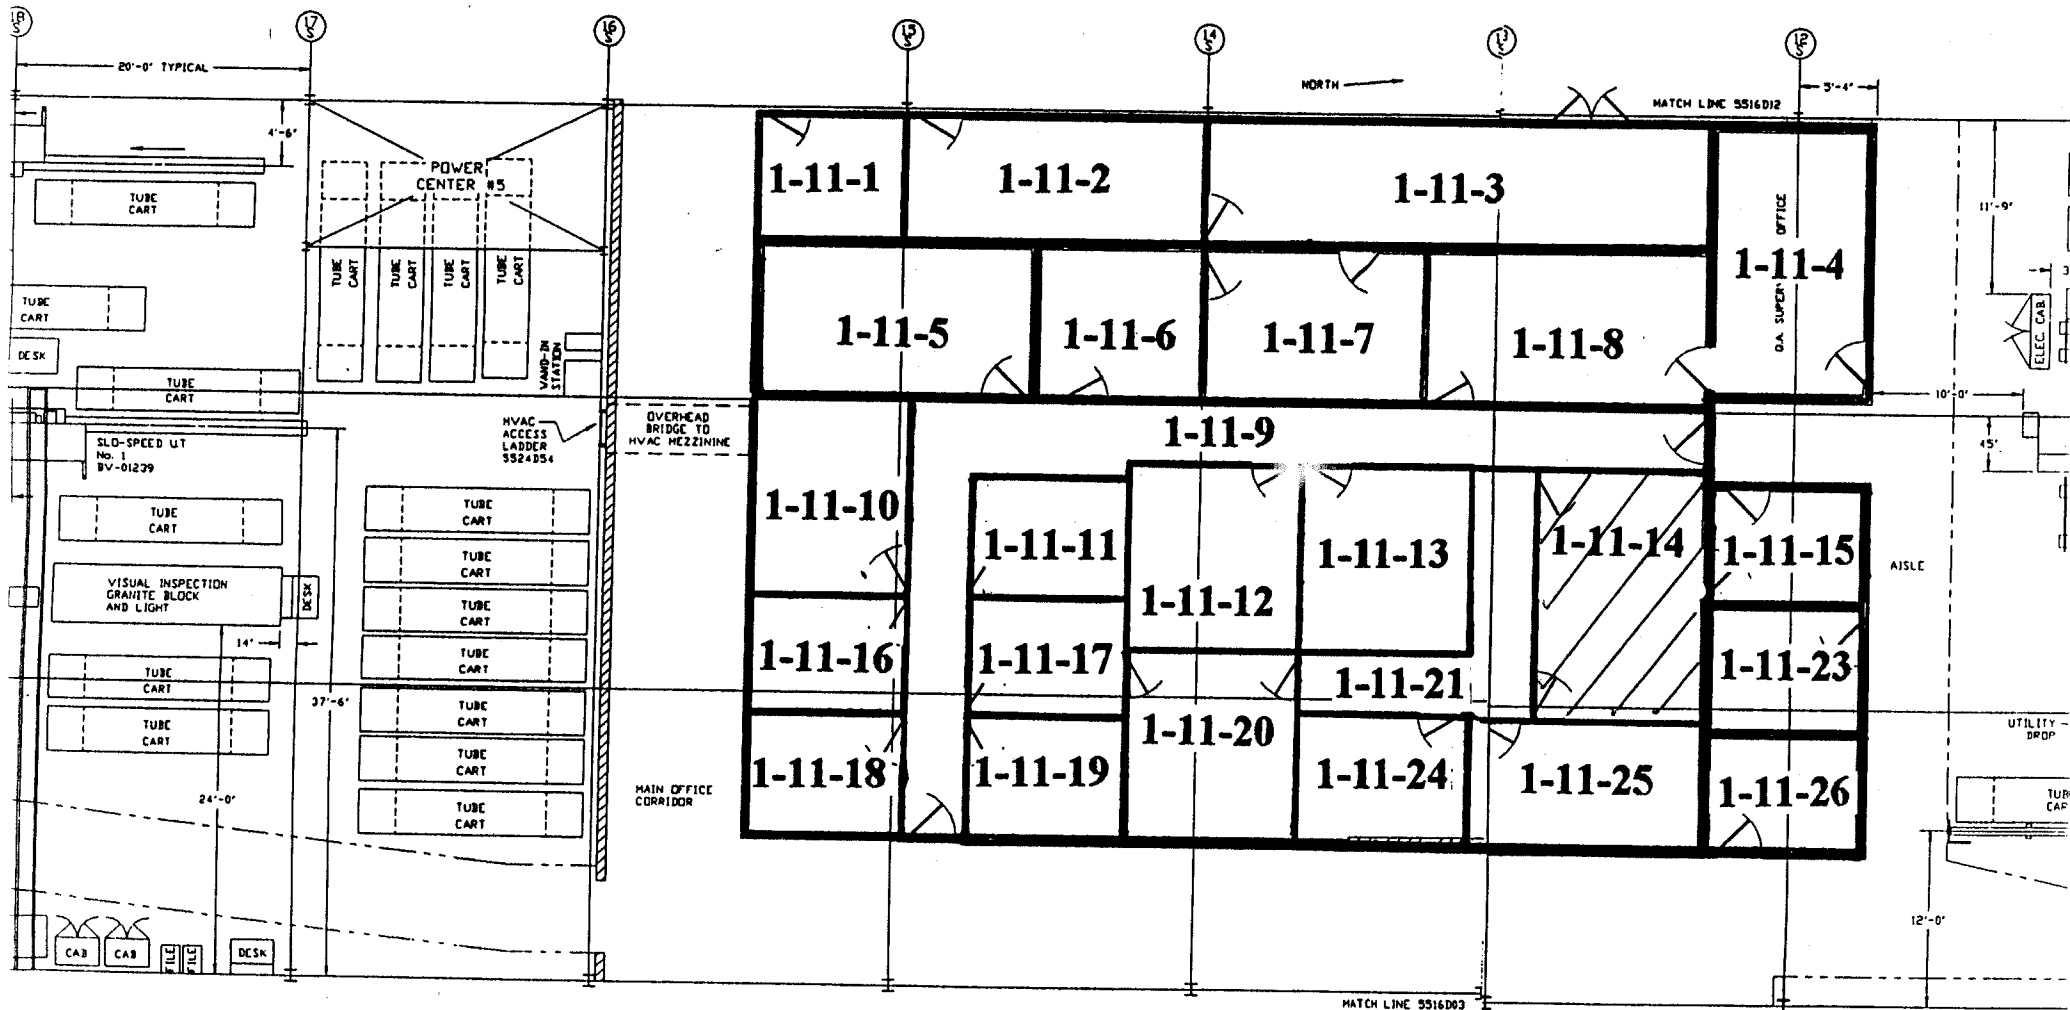 18 S
17 S
16 S
15 S
14 S
13 S
12 S
20'-0' TYPICAL
NORTH
MATCH LINE 5516D12
5'-4'
4'-6'
POWER
CENTER #5
TUBE
CART
TUBE
CART
TUBE
CART
TUBE
CART
TUBE
CART
TUBE
CART
DESK
TUBE
CART
WAND-IN
STATION
HVAC
ACCESS
LADDER
5524D54
OVERHEAD
BRIDGE TO
HVAC MEZZININE
SLO-SPEED UT
No. 1
BV-01239
TUBE
CART
VISUAL INSPECTION
GRANITE BLOCK
AND LIGHT
DESK
14'
TUBE
CART
TUBE
CART
37'-6'
24'-0'
TUBE
CART
TUBE
CART
TUBE
CART
TUBE
CART
TUBE
CART
TUBE
CART
TUBE
CART
MAIN OFFICE
CORRIDOR
CAB
CAB
FILE
FILE
DESK
1-11-1
1-11-2
1-11-3
1-11-4
Q.A. SUPER OFFICE
1-11-5
1-11-6
1-11-7
1-11-8
1-11-9
1-11-10
1-11-11
1-11-12
1-11-13
1-11-14
1-11-15
1-11-16
1-11-17
1-11-18
1-11-19
1-11-20
1-11-21
1-11-23
1-11-24
1-11-25
1-11-26
11'-9'
ELEC CAB
3
10'-0'
45'
AISLE
UTILITY
DROP
TUB
12'-0'
MATCH LINE 5516D03